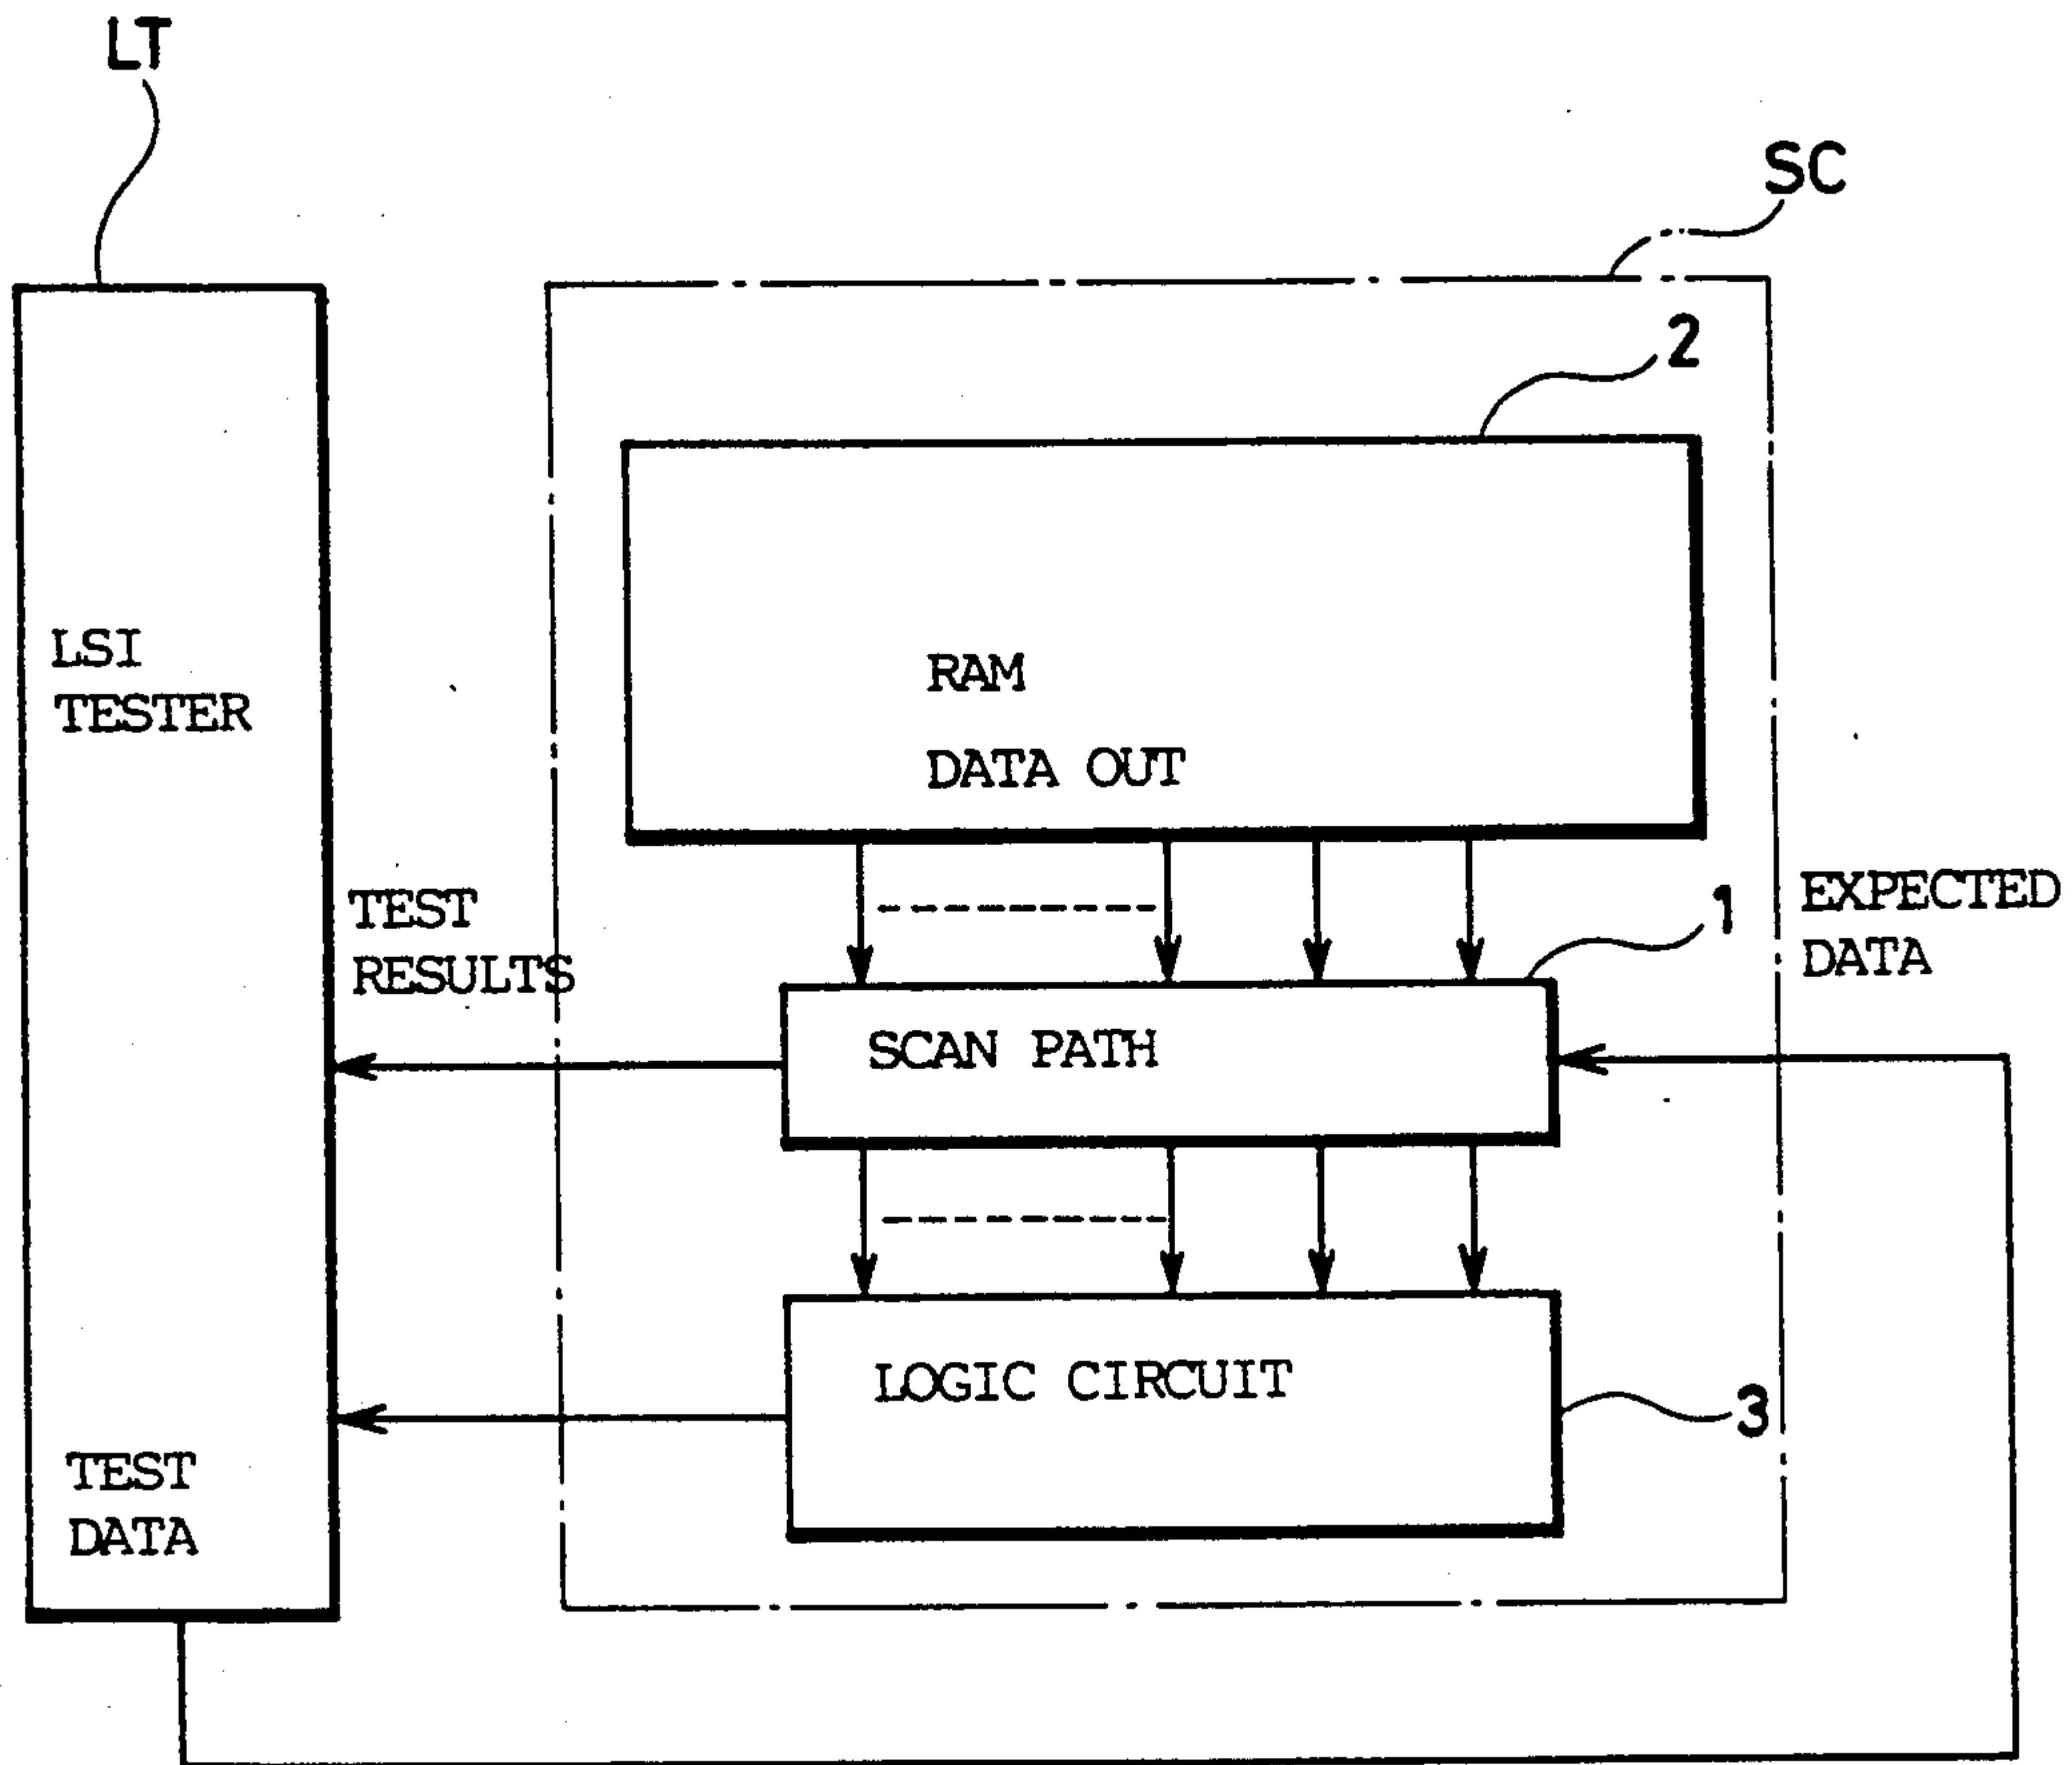 LT
SC
2
LSI
TESTER
RAM
DATA OUT
TEST
RESULTS
1
EXPECTED
DATA
SCAN PATH
LOGIC CIRCUIT
3
TEST
DATA